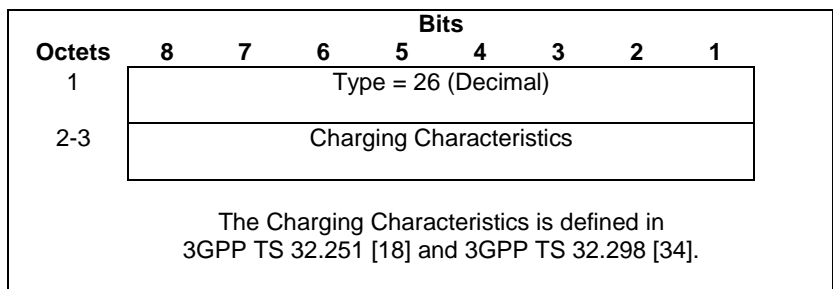 Bits
Octets 8 7 6 5 4 3 2 1
1 Type = 26 (Decimal)
2-3 Charging Characteristics
The Charging Characteristics is defined in
3GPP TS 32.251 [18] and 3GPP TS 32.298 [34].